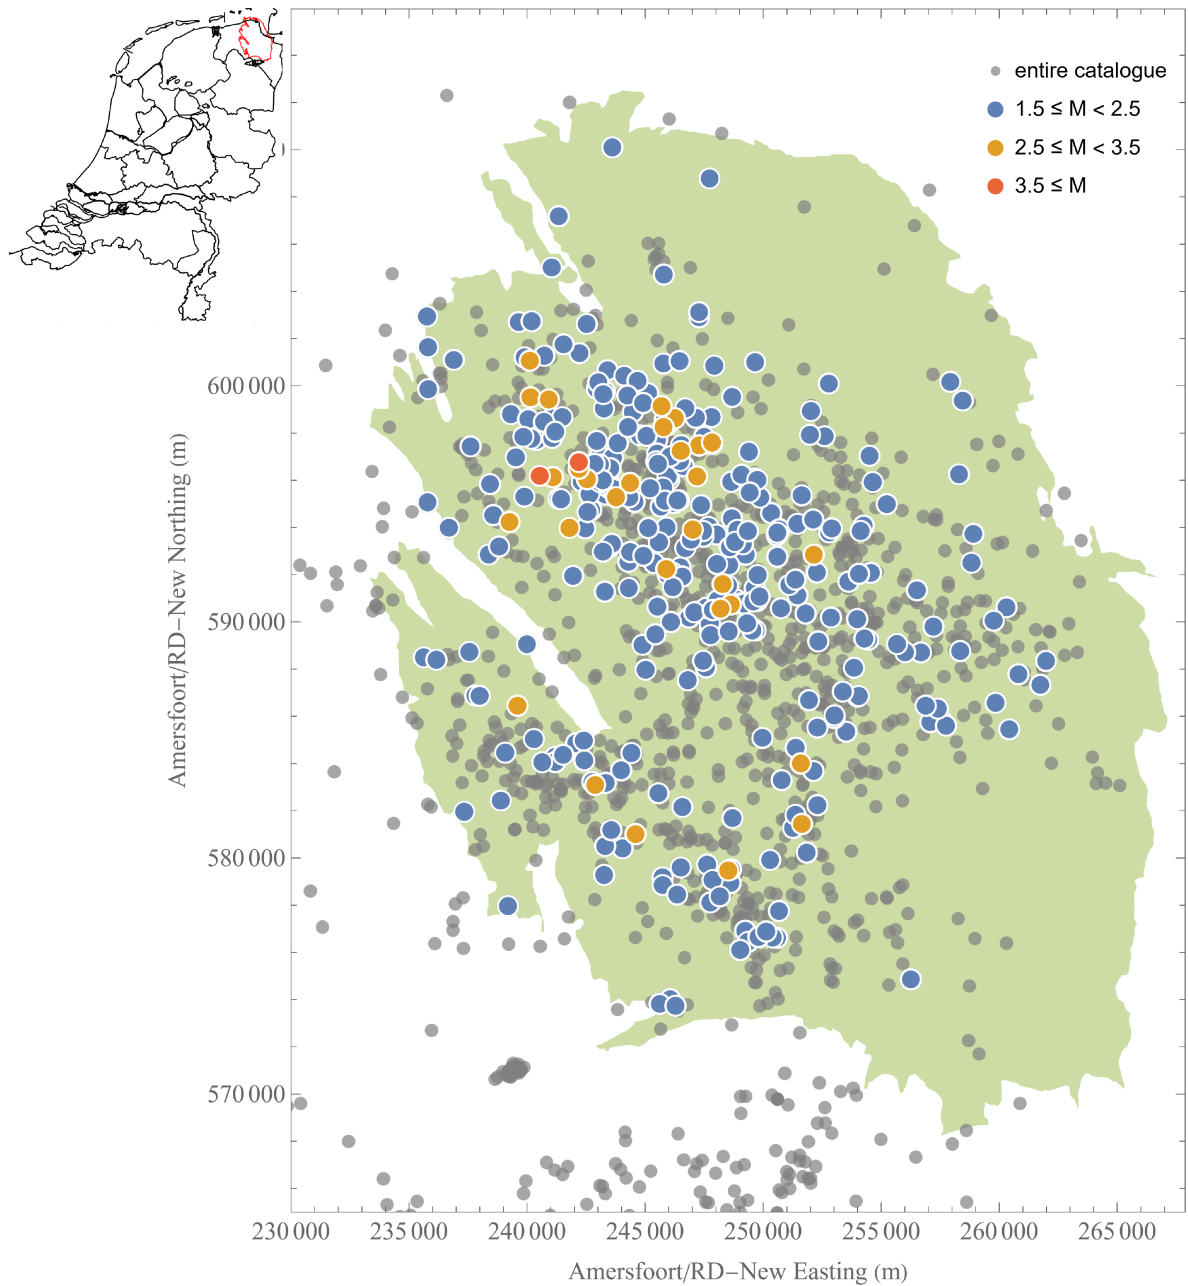 entire catalogue
1.5 ≤ M < 2.5
2.5 ≤ M < 3.5
3.5 ≤ M
600 000
590 000
580 000
570 000
Amersfoort/RD−New Northing (m)
230 000 240 000 245 000 250 000 255 000 260 000 265 000
Amersfoort/RD−New Easting (m)